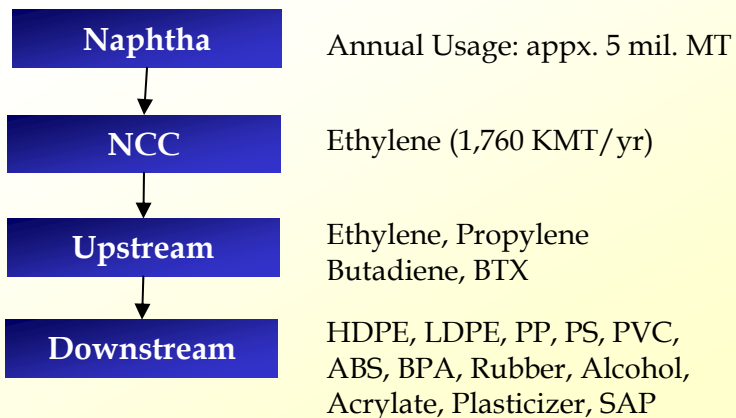 Naphtha
Annual Usage: appx. 5 mil. MT
NCC
Ethylene (1,760 KMT/yr)
Upstream
Ethylene, Propylene
Butadiene, BTX
Downstream
HDPE, LDPE, PP, PS, PVC,
ABS, BPA, Rubber, Alcohol,
Acrylate, Plasticizer, SAP